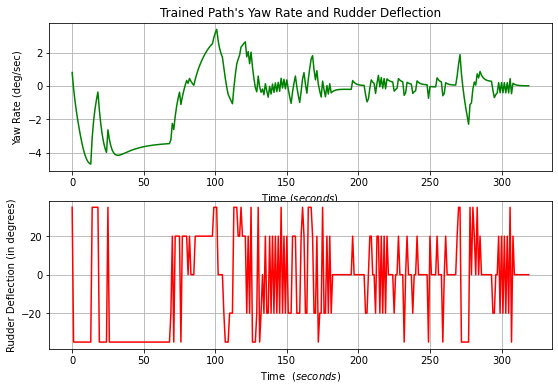 Trained Path's Yaw Rate and Rudder Deflection
Yaw Rate (deg/sec)
2
0
−2
−4
0 50 100 150 200 250 300
Time (seconds)
Rudder Deflection (in degrees)
20
0
−20
0 50 100 150 200 250 300
Time (seconds)